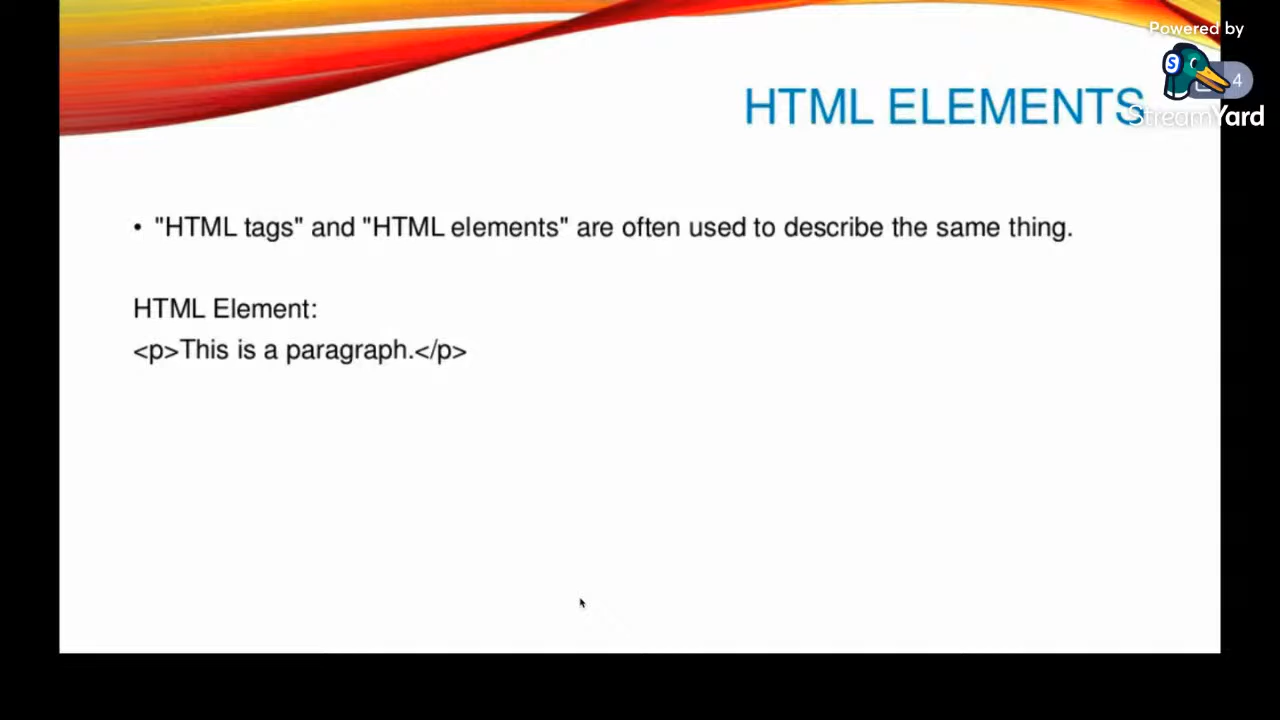 Powered by
S
4
StreamYard
HTML ELEMENTS
• "HTML tags" and "HTML elements" are often used to describe the same thing.
HTML Element:
<p>This is a paragraph.</p>